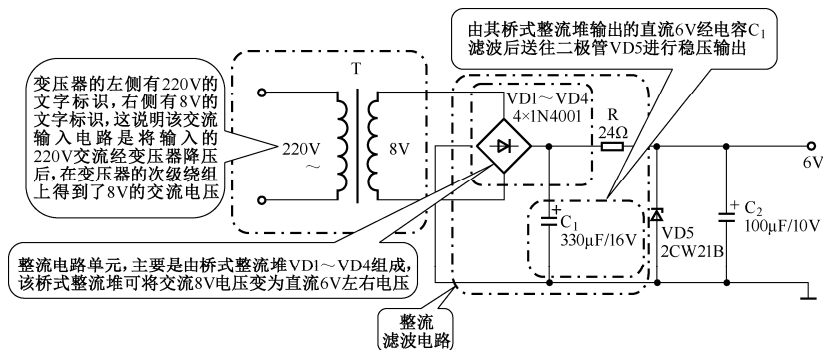 由其桥式整流堆输出的直流6V经电容C1
滤波后送往二极管VD5进行稳压输出
变压器的左侧有220V的
文字标识，右侧有8V的
文字标识，这说明该交流
输入电路是将输入的
220V交流经变压器降压
后，在变压器的次级绕组
上得到了8V的交流电压
T
220V
~
8V
VD1～VD4
4×1N4001
R
24Ω
6V
+
C1
330μF/16V
VD5
2CW21B
+
C2
100μF/10V
整流电路单元，主要是由桥式整流堆VD1～VD4组成，
该桥式整流堆可将交流8V电压变为直流6V左右电压
整流
滤波电路